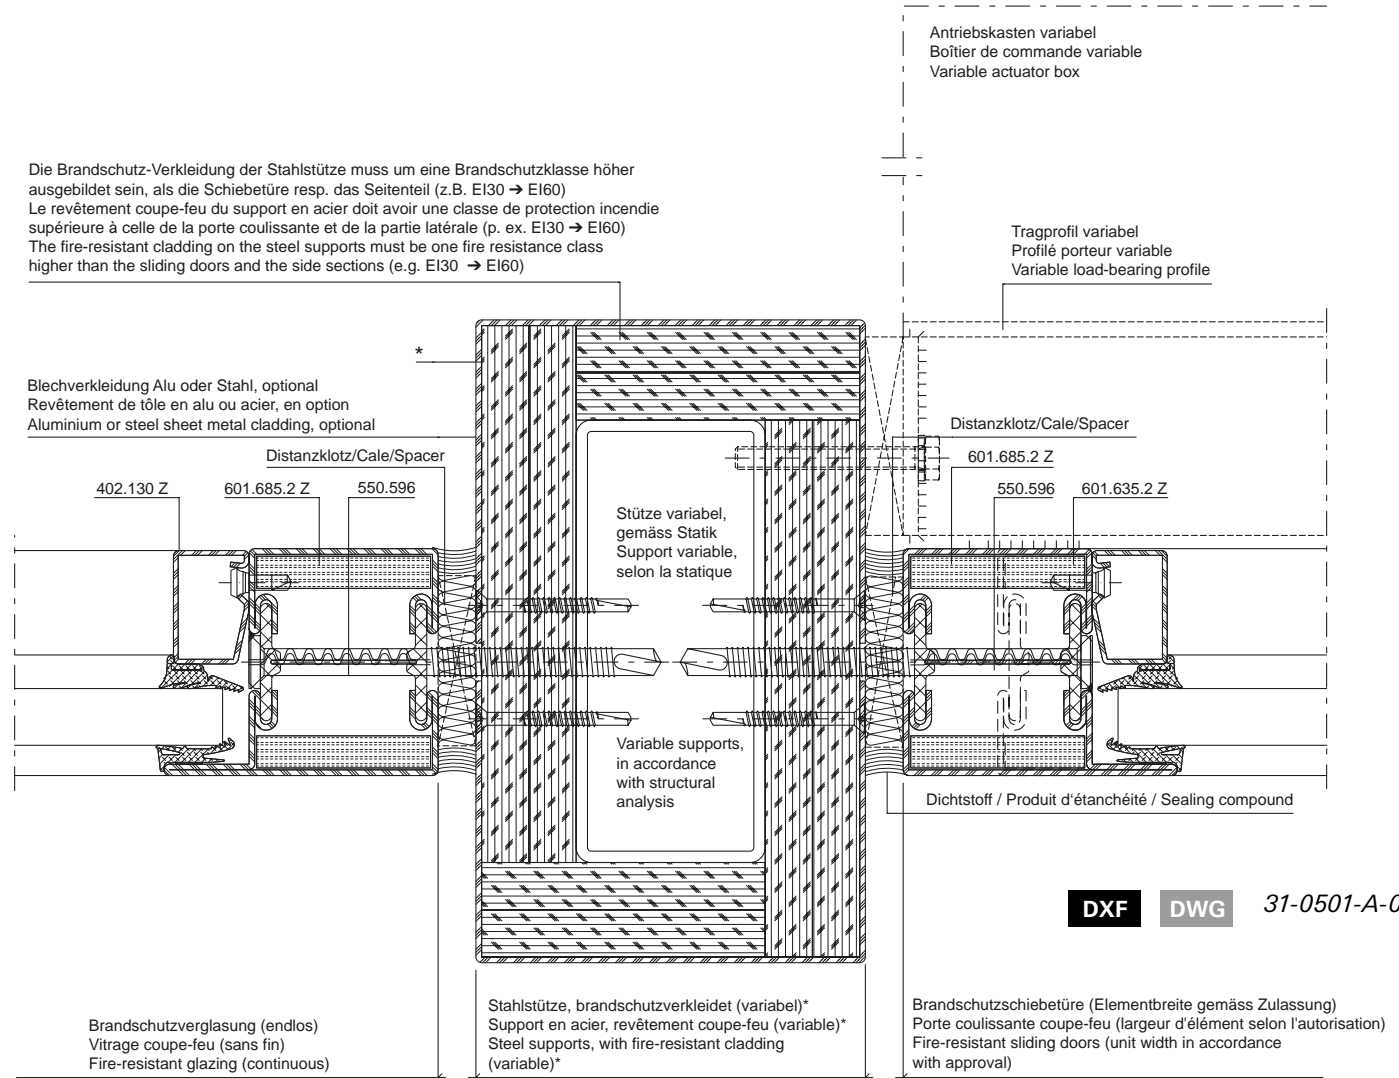 Antriebskasten variabel
Boîtier de commande variable
Variable actuator box
Die Brandschutz-Verkleidung der Stahlstütze muss um eine Brandschutzklasse höher
ausgebildet sein, als die Schiebetüre resp. das Seitenteil (z.B. EI30 ➔ EI60)
Le revêtement coupe-feu du support en acier doit avoir une classe de protection incendie
supérieure à celle de la porte coulissante et de la partie latérale (p. ex. EI30 ➔ EI60)
The fire-resistant cladding on the steel supports must be one fire resistance class
higher than the sliding doors and the side sections (e.g. EI30 ➔ EI60)
Tragprofil variabel
Profilé porteur variable
Variable load-bearing profile
*
Blechverkleidung Alu oder Stahl, optional
Revêtement de tôle en alu ou acier, en option
Aluminium or steel sheet metal cladding, optional
Distanzklotz/Cale/Spacer
402.130 Z
601.685.2 Z
550.596
Distanzklotz/Cale/Spacer
601.685.2 Z
550.596
601.635.2 Z
Stütze variabel,
gemäss Statik
Support variable,
selon la statique
Variable supports,
in accordance
with structural
analysis
Dichtstoff / Produit d'étanchéité / Sealing compound
DXF
DWG
31-0501-A-0
Brandschutzverglasung (endlos)
Vitrage coupe-feu (sans fin)
Fire-resistant glazing (continuous)
Stahlstütze, brandschutzverkleidet (variabel)*
Support en acier, revêtement coupe-feu (variable)*
Steel supports, with fire-resistant cladding
(variable)*
Brandschutzschiebetüre (Elementbreite gemäss Zulassung)
Porte coulissante coupe-feu (largeur d'élément selon l'autorisation)
Fire-resistant sliding doors (unit width in accordance
with approval)